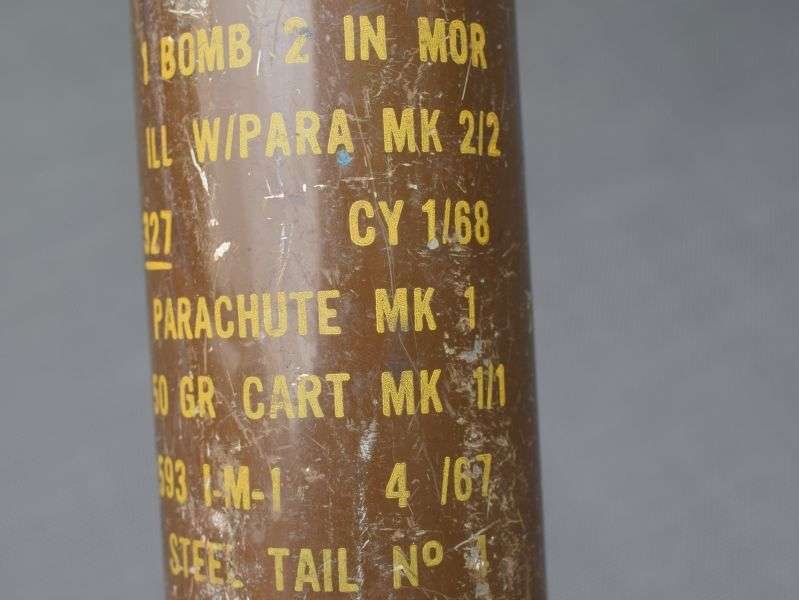 1 BOMB 2 IN MOR
ILL W/PARA MK 2/2
327 CY 1/68
PARACHUTE MK 1
50 GR CART MK 1/1
593 I-M-1 4 /67
STEEL TAIL Nº 1